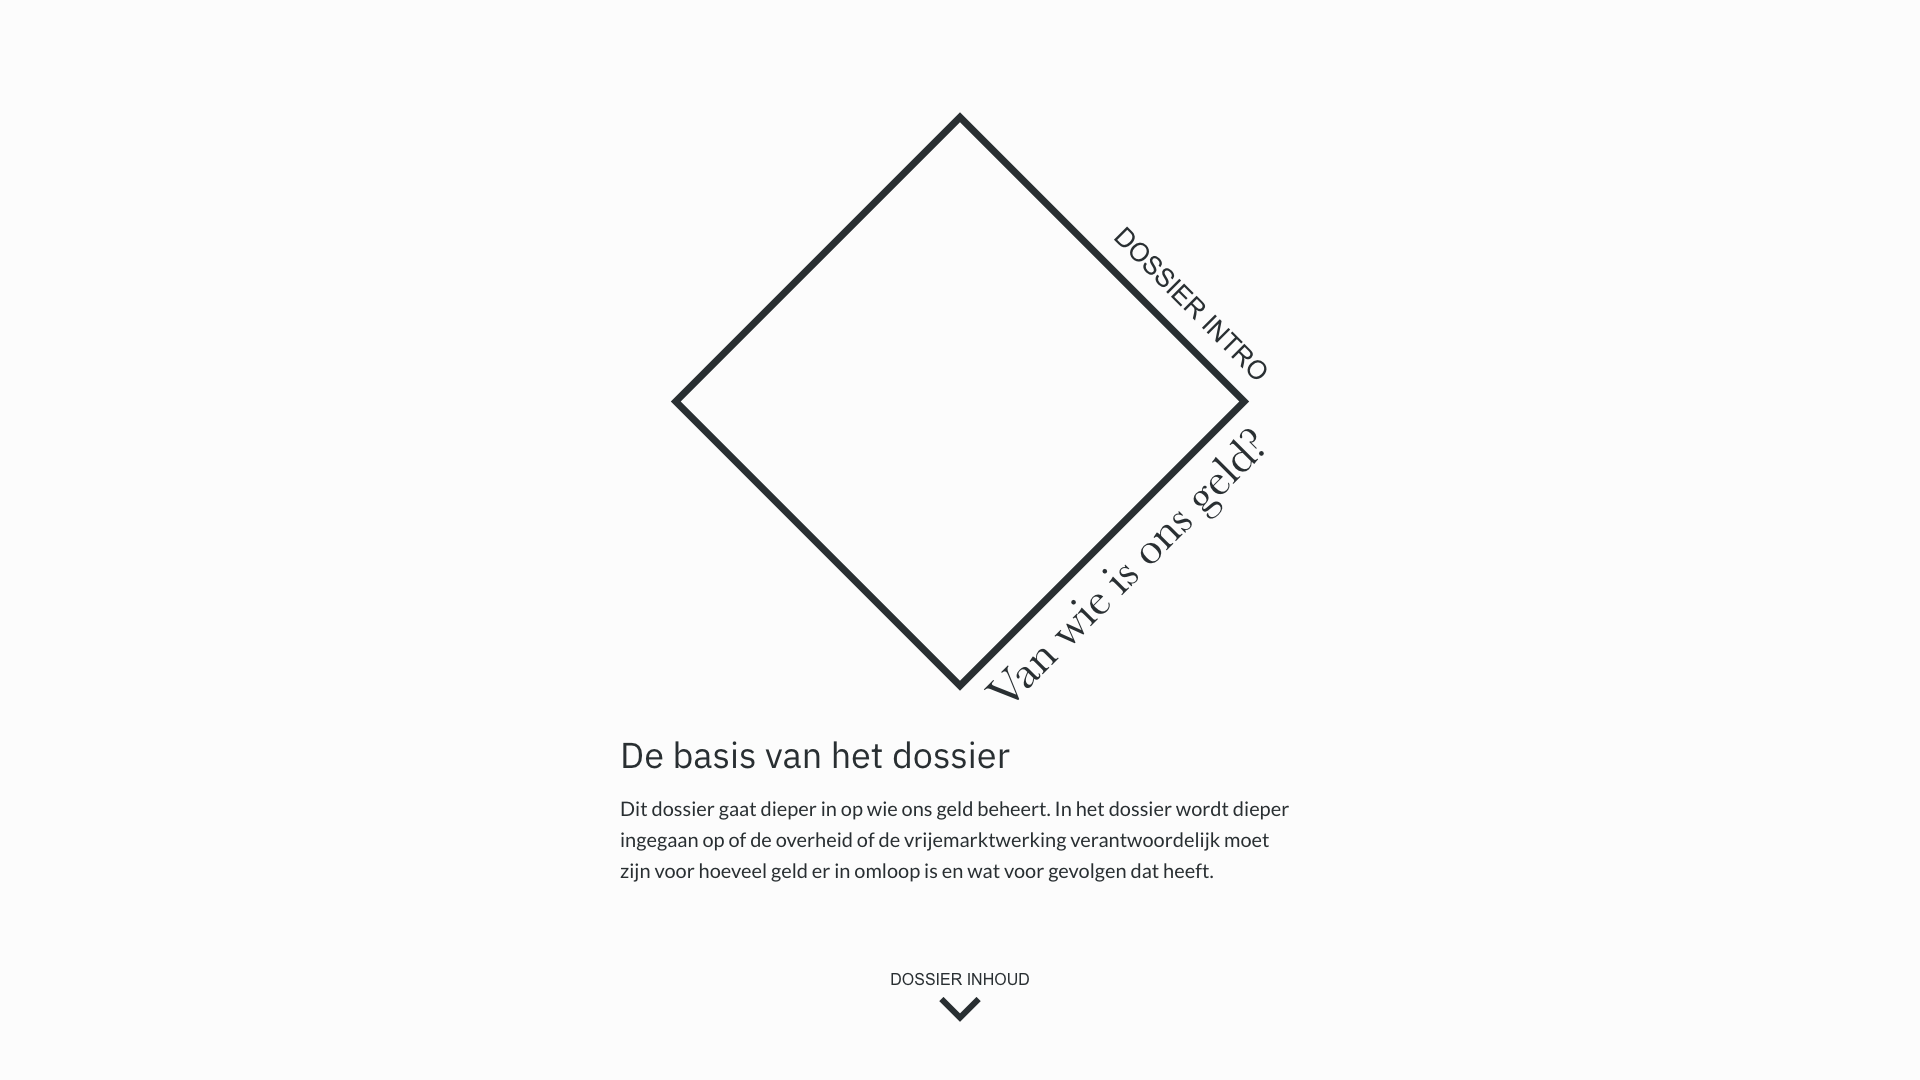 DOSSIER INTRO
Van wie is ons geld?
De basis van het dossier
Dit dossier gaat dieper in op wie ons geld beheert. In het dossier wordt dieper
ingegaan op of de overheid of de vrijemarktwerking verantwoordelijk moet
zijn voor hoeveel geld er in omloop is en wat voor gevolgen dat heeft.
DOSSIER INHOUD